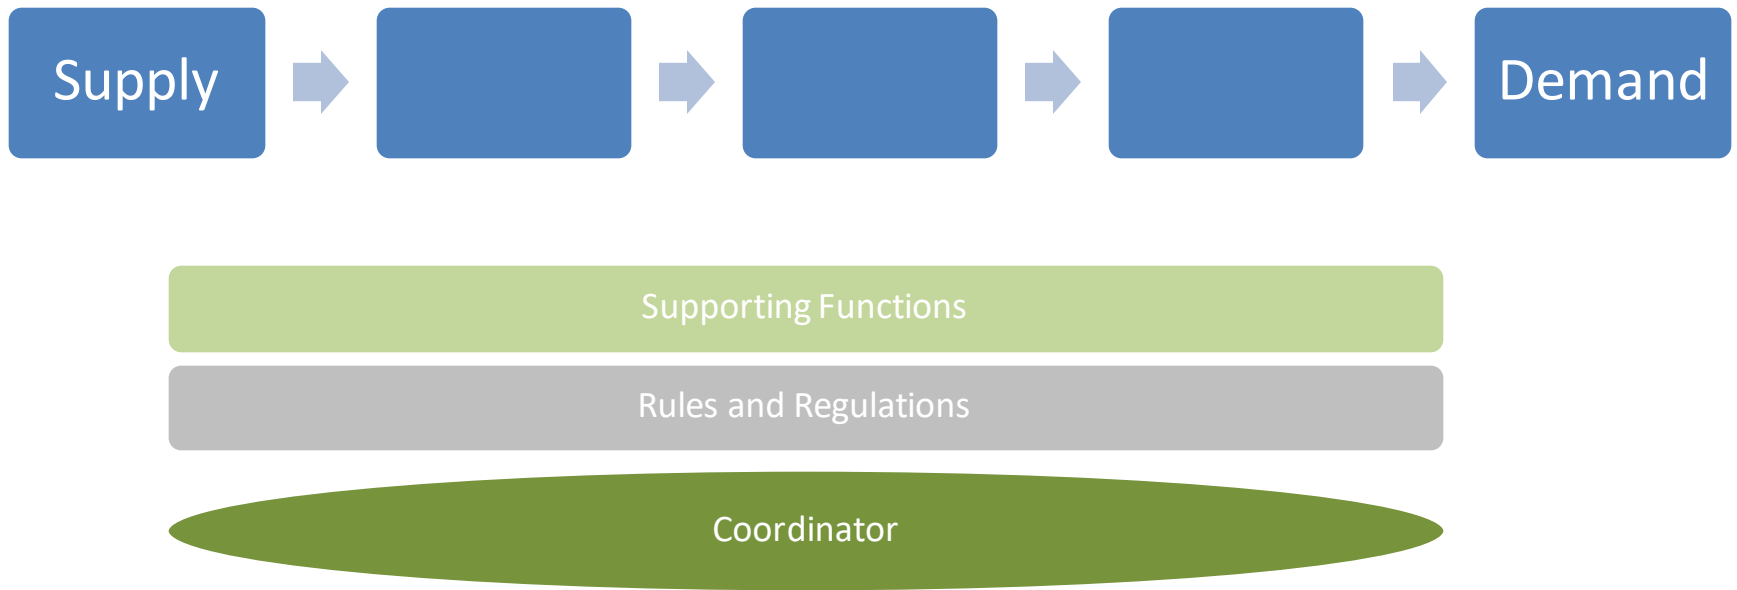 Supply
Demand
Supporting Functions
Rules and Regulations
Coordinator